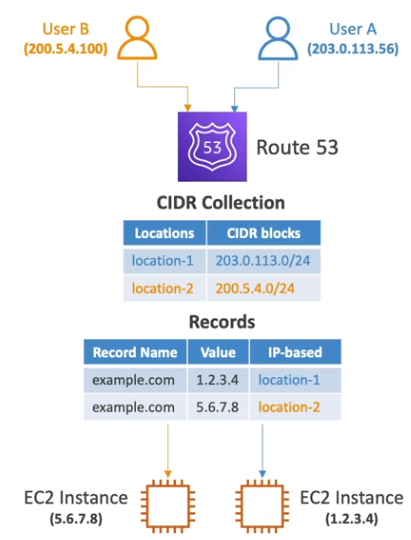 User B
(200.5.4.100)
User A
(203.0.113.56)
53
Route 53
CIDR Collection
Locations CIDR blocks
location-1 203.0.113.0/24
location-2 200.5.4.0/24
Records
Record Name Value IP-based
example.com 1.2.3.4 location-1
example.com 5.6.7.8 location-2
EC2 Instance
(5.6.7.8)
EC2 Instance
(1.2.3.4)